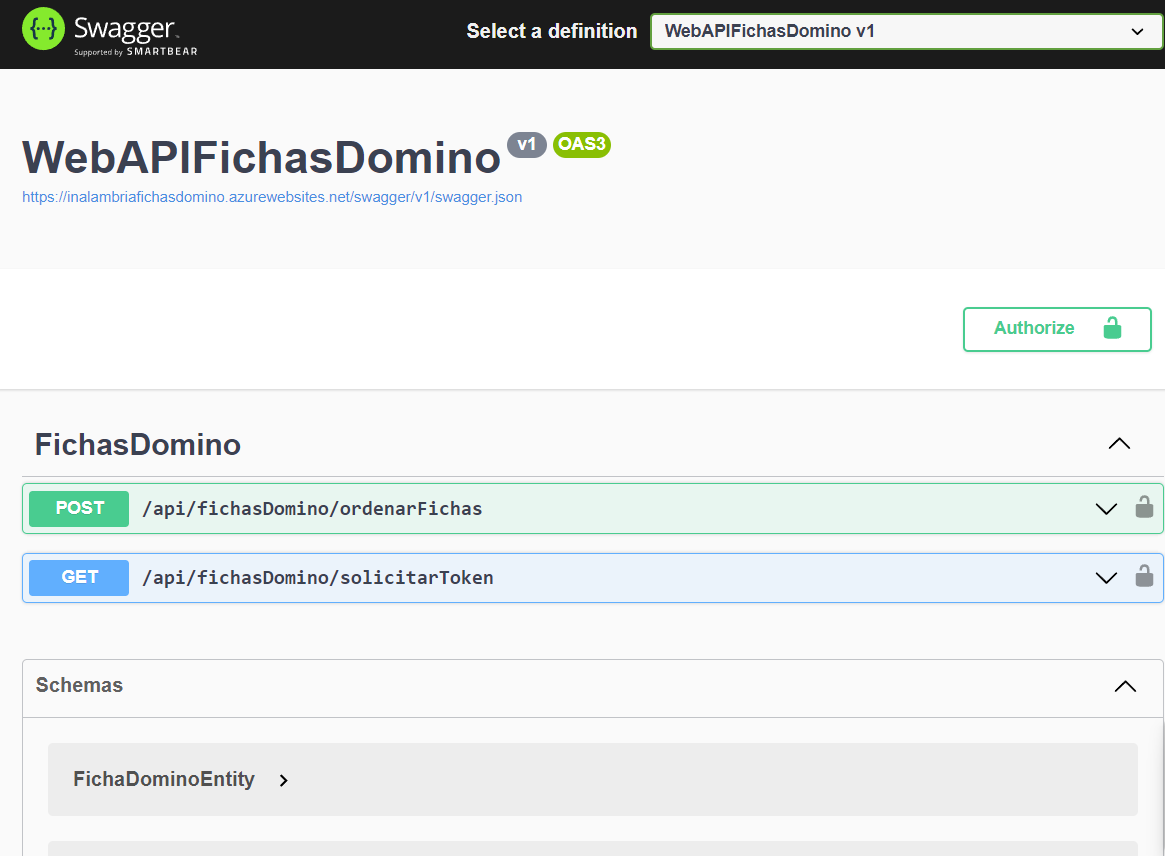 Swagger
Supported by SMARTBEAR
Select a definition
WebAPIFichasDomino v1
WebAPIFichasDomino v1 OAS3
https://inalambriafichasdomino.azurewebsites.net/swagger/v1/swagger.json
Authorize
FichasDomino
POST /api/fichasDomino/ordenarFichas
GET /api/fichasDomino/solicitarToken
Schemas
FichaDominoEntity